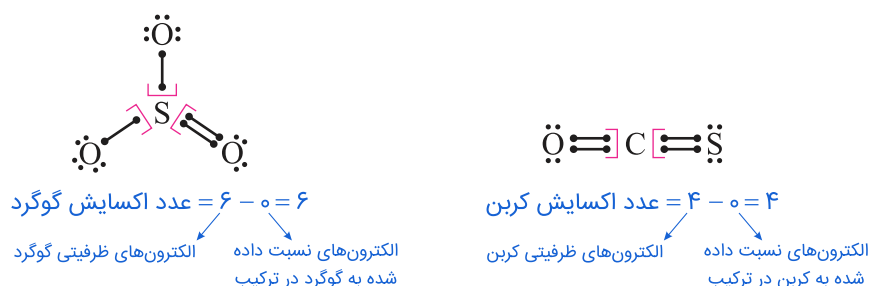 O
S
O
O
عدد اکسایش گوگرد = ۶ − ۰ = ۶
الکترون‌های ظرفیتی گوگرد
الکترون‌های نسبت داده
شده به گوگرد در ترکیب
O C S
عدد اکسایش کربن = ۴ − ۰ = ۴
الکترون‌های ظرفیتی کربن
الکترون‌های نسبت داده
شده به کربن در ترکیب